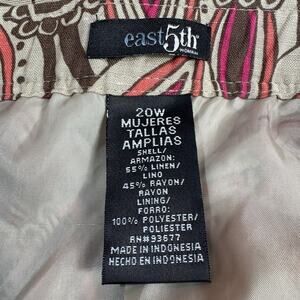 east5th
WOMAN
20W
MUJERES
TALLAS
AMPLIAS
SHELL/
ARMAZON:
55% LINEN/
LINO
45% RAYON/
RAYON
LINING/
FORRO:
100% POLYESTER/
POLIESTER
RN#93677
MADE IN INDONESIA
HECHO EN INDONESIA